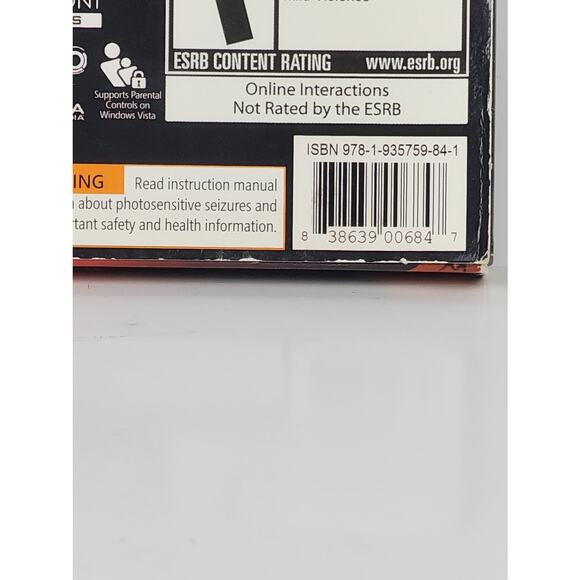 ESRB CONTENT RATING www.esrb.org
Online Interactions
Not Rated by the ESRB
Supports Parental
Controls on
Windows Vista
ISBN 978-1-935759-84-1
8 38639 00684 7
Read instruction manual
about photosensitive seizures and
safety and health information.